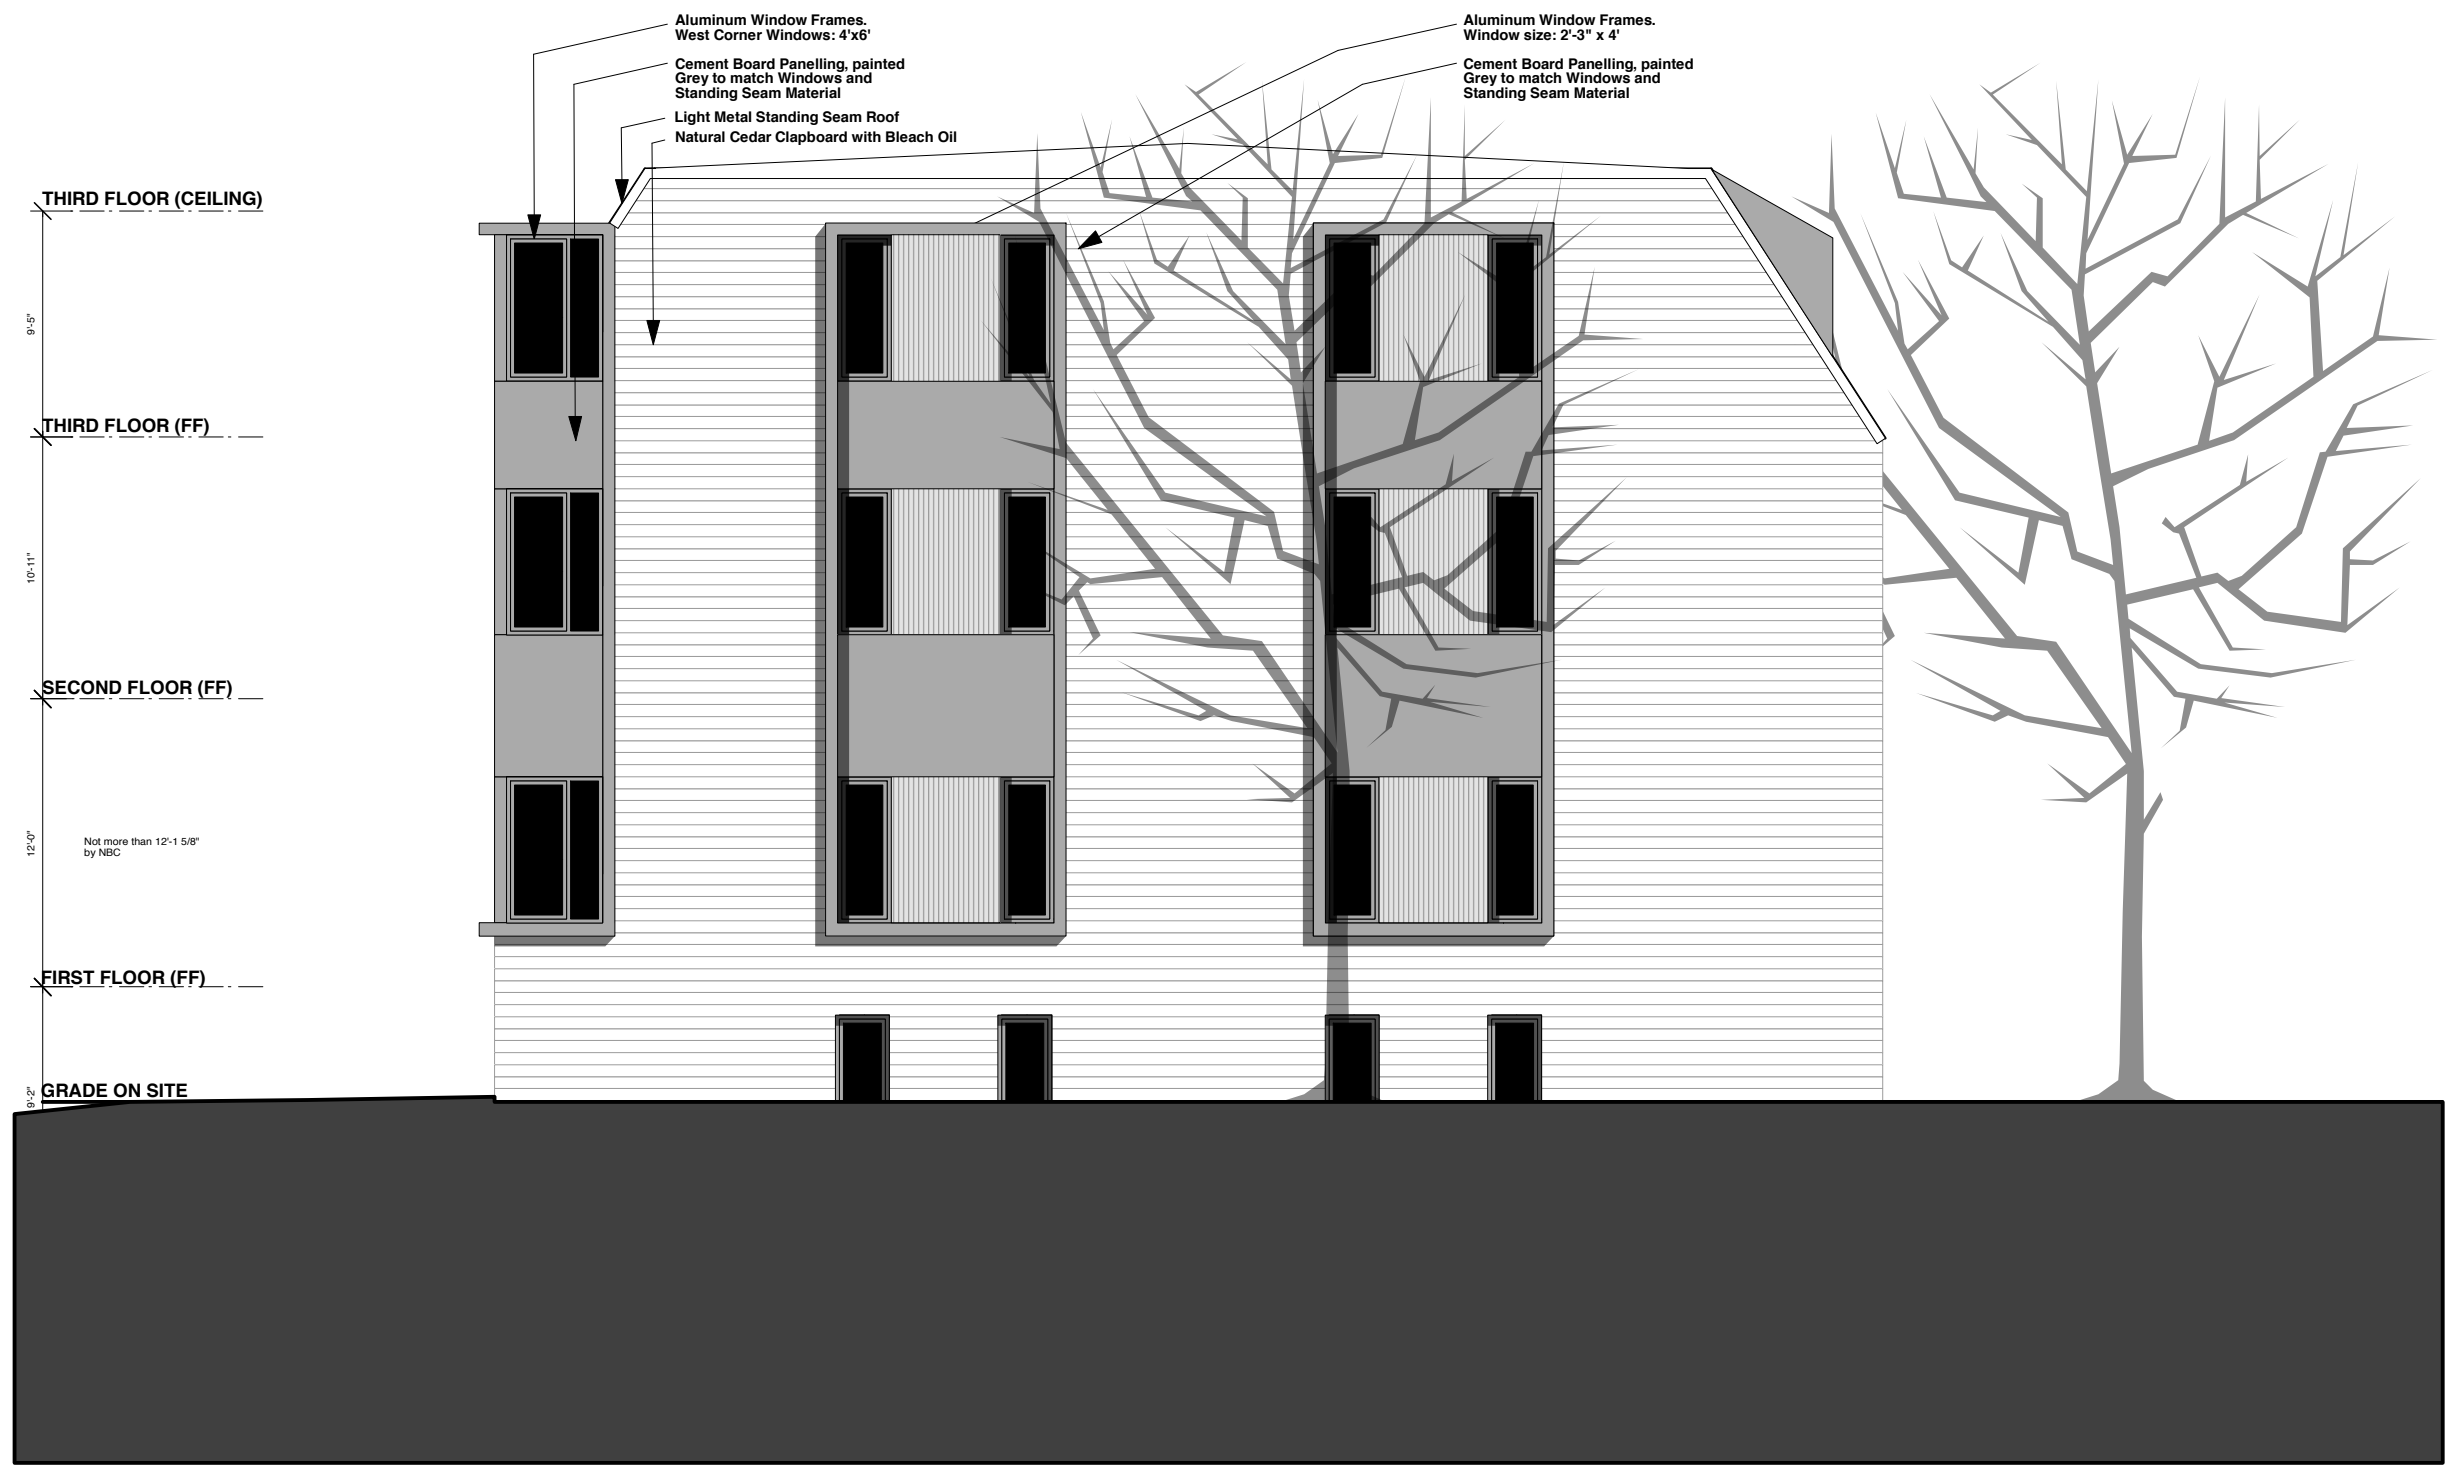 Aluminum Window Frames.
West Corner Windows: 4'x6'
Cement Board Panelling, painted
Grey to match Windows and
Standing Seam Material
Light Metal Standing Seam Roof
Natural Cedar Clapboard with Bleach Oil
Aluminum Window Frames.
Window size: 2'-3" x 4'
Cement Board Panelling, painted
Grey to match Windows and
Standing Seam Material
THIRD FLOOR (CEILING)
9'-5"
THIRD FLOOR (FF)
10'-11"
SECOND FLOOR (FF)
12'-0"
Not more than 12'-1 5/8"
by NBC
FIRST FLOOR (FF)
GRADE ON SITE
9'-2"